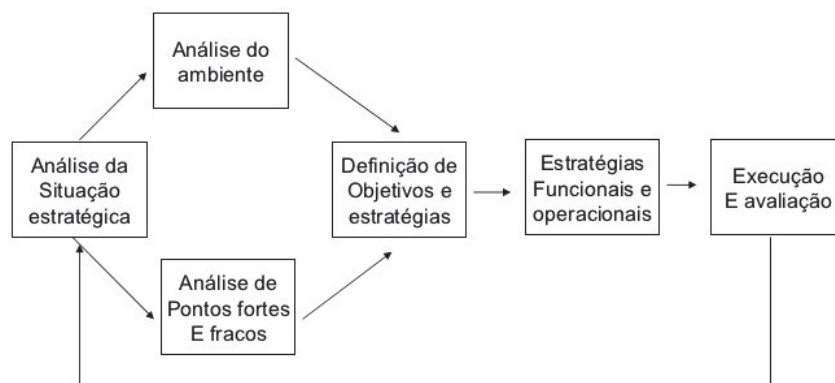 Análise do
ambiente
Análise da
Situação
estratégica
Definição de
Objetivos e
estratégias
Estratégias
Funcionais e
operacionais
Execução
E avaliação
Análise de
Pontos fortes
E fracos